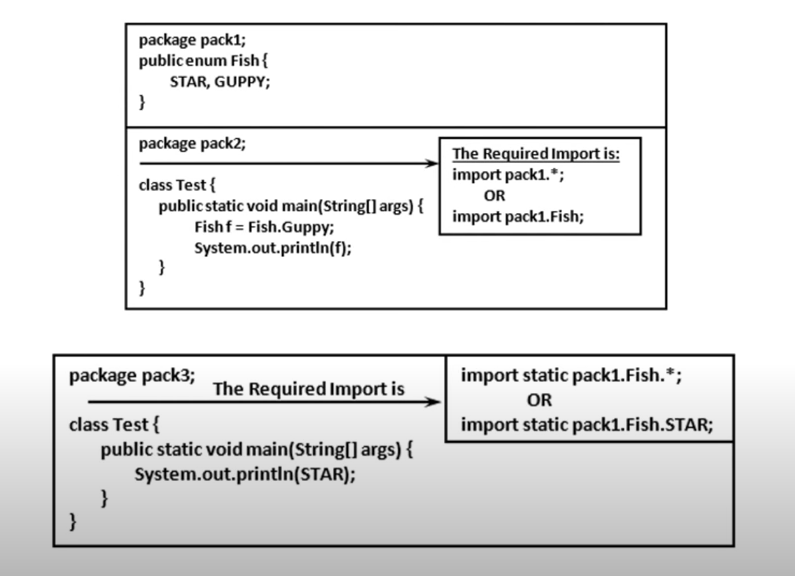 package pack1;
public enum Fish {
STAR, GUPPY;
}
package pack2;
The Required Import is:
import pack1.*;
OR
import pack1.Fish;
class Test {
public static void main(String[] args) {
Fish f = Fish.Guppy;
System.out.println(f);
}
}
package pack3;
The Required Import is
import static pack1.Fish.*;
OR
import static pack1.Fish.STAR;
class Test {
public static void main(String[] args) {
System.out.println(STAR);
}
}